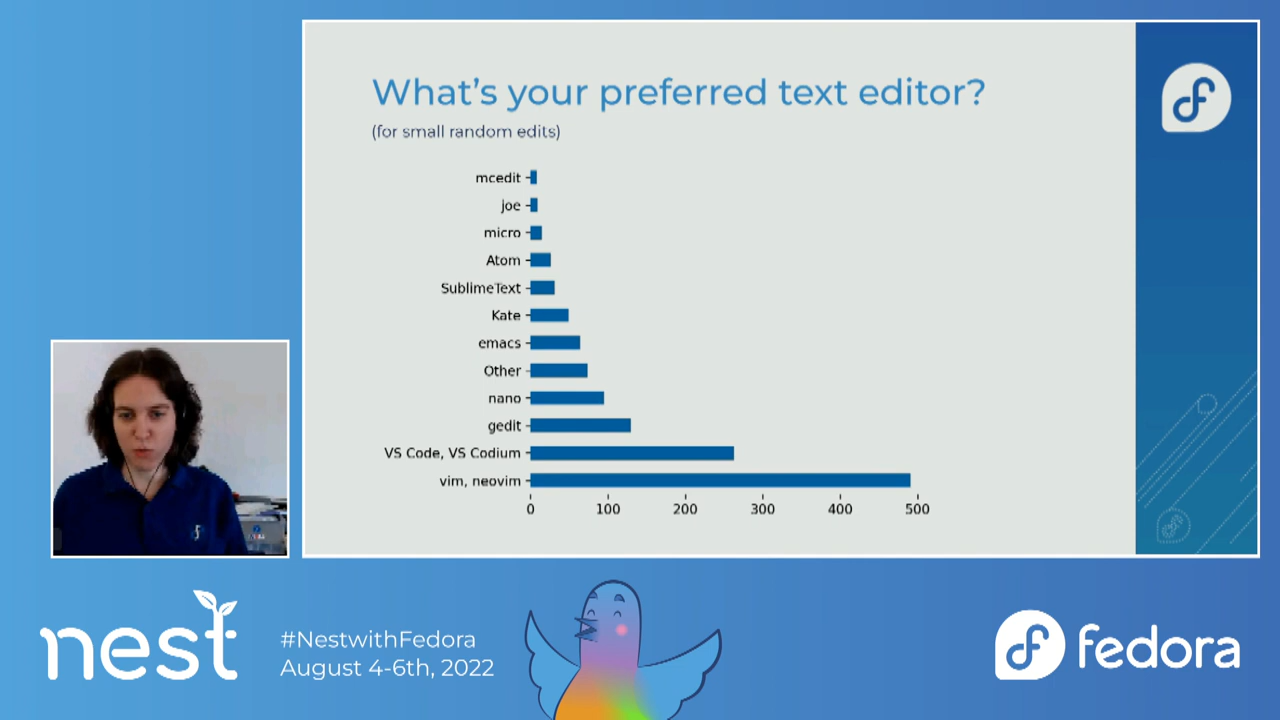 What's your preferred text editor?
(for small random edits)
mcedit
joe
micro
Atom
SublimeText
Kate
emacs
Other
nano
gedit
VS Code, VS Codium
vim, neovim
0 100 200 300 400 500
nest
#NestwithFedora
August 4-6th, 2022
fedora